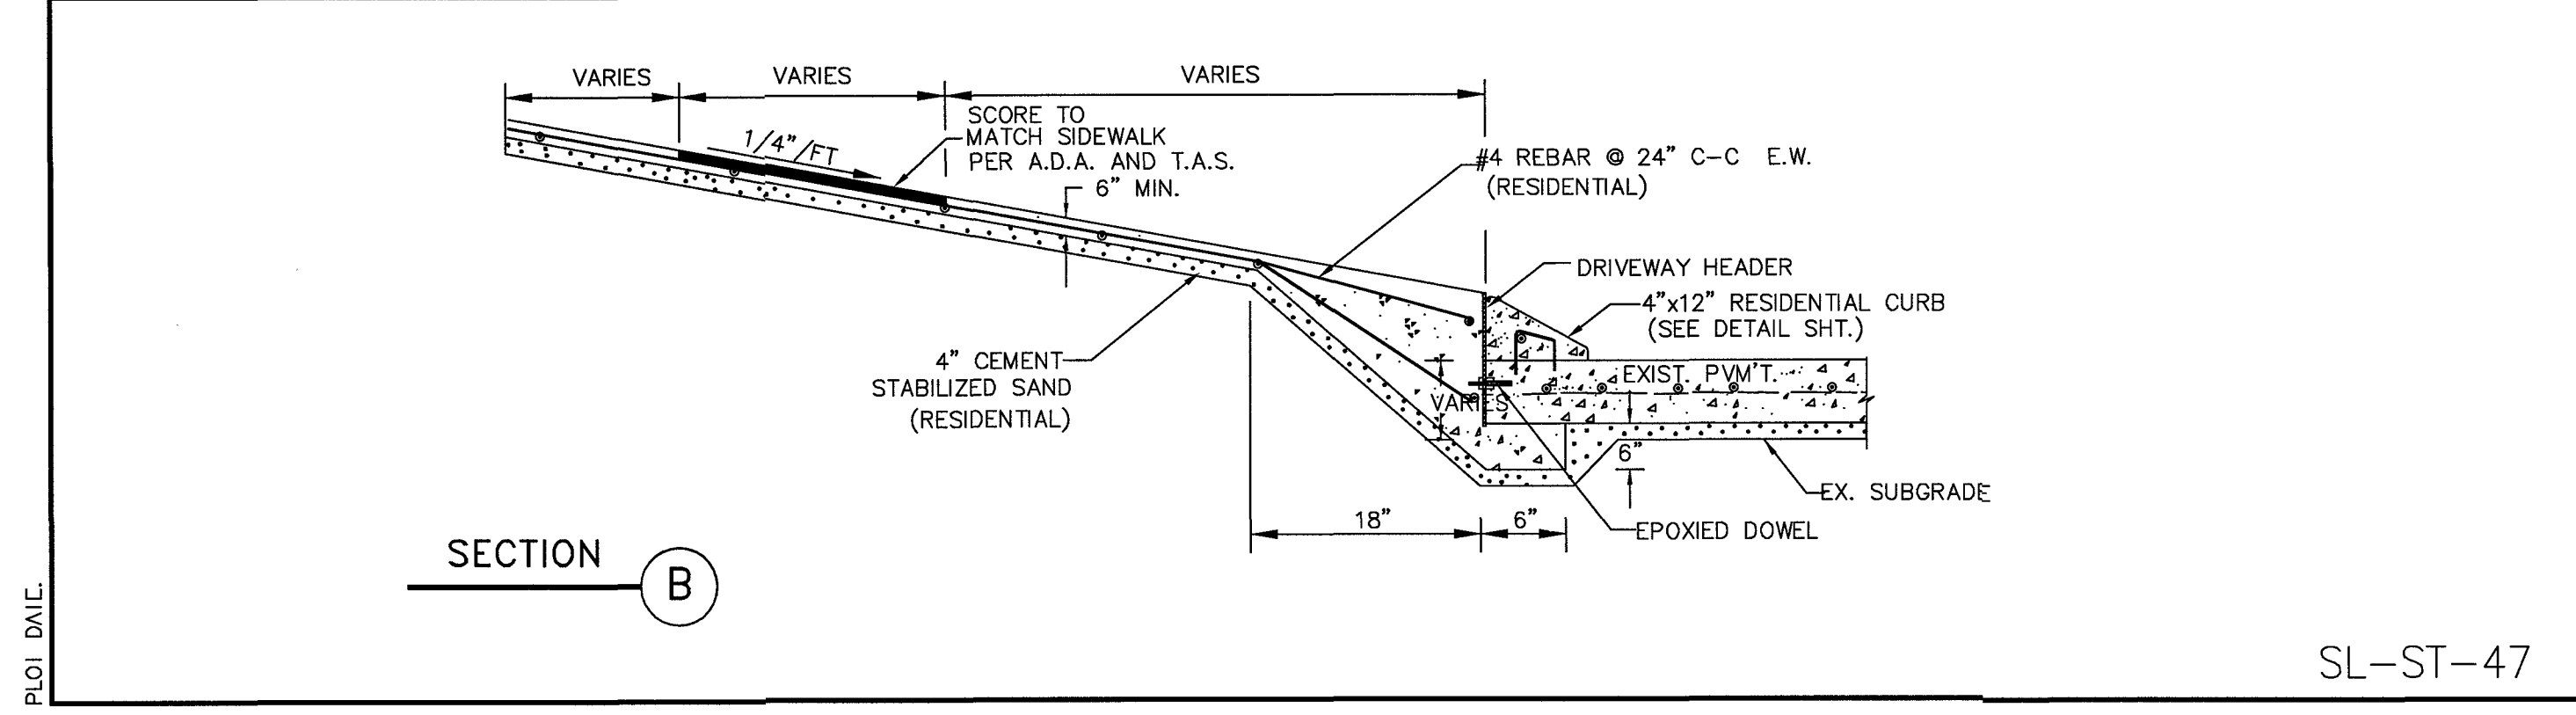 VARIES
VARIES
VARIES
SCORE TO
MATCH SIDEWALK
PER A.D.A. AND T.A.S.
1/4"/FT
6" MIN.
#4 REBAR @ 24" C-C E.W.
(RESIDENTIAL)
DRIVEWAY HEADER
4"x12" RESIDENTIAL CURB
(SEE DETAIL SHT.)
4" CEMENT
STABILIZED SAND
(RESIDENTIAL)
EXIST. PVM'T.
VARIES
6"
EX. SUBGRADE
18"
6"
EPOXIED DOWEL
SECTION
B
SL-ST-47